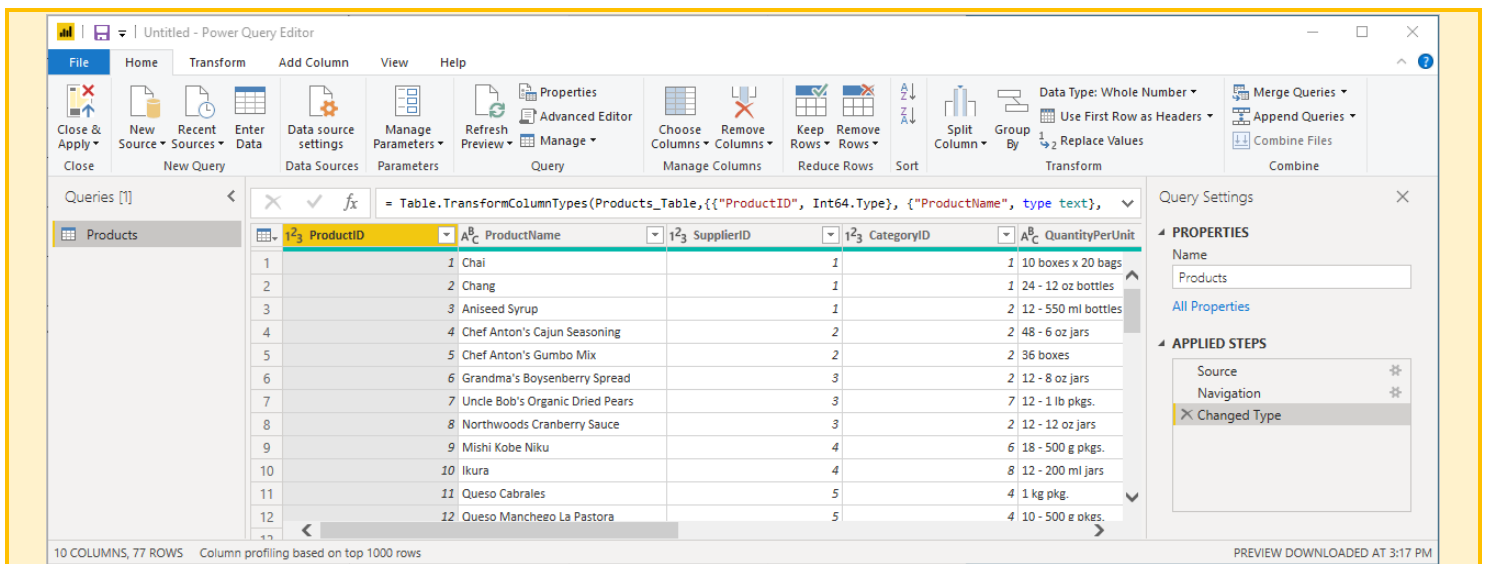 Untitled - Power Query Editor
File Home Transform Add Column View Help
Close & Apply
New Source
Recent Sources
Enter Data
Data source settings
Manage Parameters
Refresh Preview
Properties
Advanced Editor
Manage
Choose Columns
Remove Columns
Keep Rows
Remove Rows
Split Column
Group By
Data Type: Whole Number
Use First Row as Headers
1 2 Replace Values
Merge Queries
Append Queries
Combine Files
Close New Query Data Sources Parameters Query Manage Columns Reduce Rows Sort Transform Combine
Queries [1]
Products
fx = Table.TransformColumnTypes(Products_Table,{{"ProductID", Int64.Type}, {"ProductName", type text},
123 ProductID ABC ProductName 123 SupplierID 123 CategoryID ABC QuantityPerUnit
1 1 Chai 1 1 10 boxes x 20 bags
2 2 Chang 1 1 24 - 12 oz bottles
3 3 Aniseed Syrup 1 2 12 - 550 ml bottles
4 4 Chef Anton's Cajun Seasoning 2 2 48 - 6 oz jars
5 5 Chef Anton's Gumbo Mix 2 2 36 boxes
6 6 Grandma's Boysenberry Spread 3 2 12 - 8 oz jars
7 7 Uncle Bob's Organic Dried Pears 3 7 12 - 1 lb pkgs.
8 8 Northwoods Cranberry Sauce 3 2 12 - 12 oz jars
9 9 Mishi Kobe Niku 4 6 18 - 500 g pkgs.
10 10 Ikura 4 8 12 - 200 ml jars
11 11 Queso Cabrales 5 4 1 kg pkg.
12 12 Queso Manchego La Pastora 5 4 10 - 500 g pkgs.
Query Settings
PROPERTIES
Name
Products
All Properties
APPLIED STEPS
Source
Navigation
Changed Type
10 COLUMNS, 77 ROWS Column profiling based on top 1000 rows
PREVIEW DOWNLOADED AT 3:17 PM